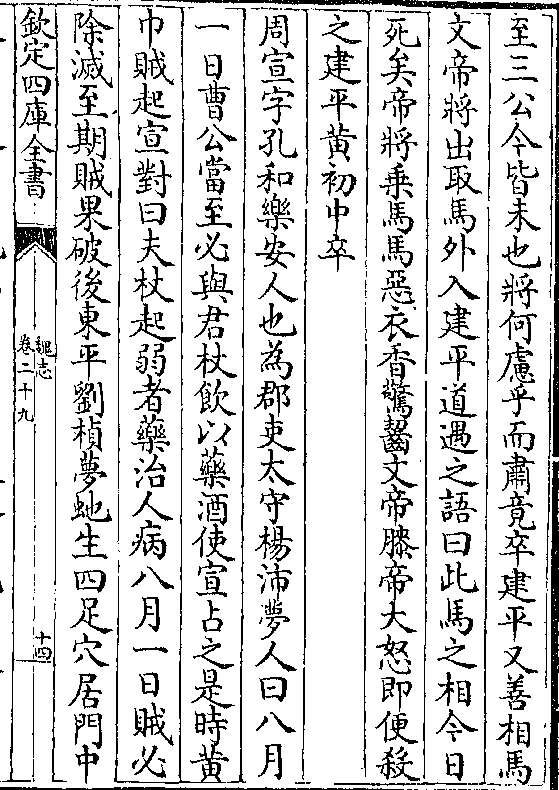 至三公今皆未也將何慮乎而肅竟卒建平又善相馬
文帝將出取馬外入建平道遇之語曰此馬之相今日
死矣帝將乗馬馬惡衣香驚齧文帝膝帝大怒即便殺
之建平黄初中卒
周宣字孔和樂安人也為郡吏太守楊沛夢人曰八月
一日曹公當至必與君杖飲以藥酒使宣占之是時黄
巾賊起宣對曰夫杖起弱者藥治人病八月一日賊必
除滅至期賊果破後東平劉楨夢虵生四足穴居門中
欽定四庫全書
魏志
卷二十九
十四